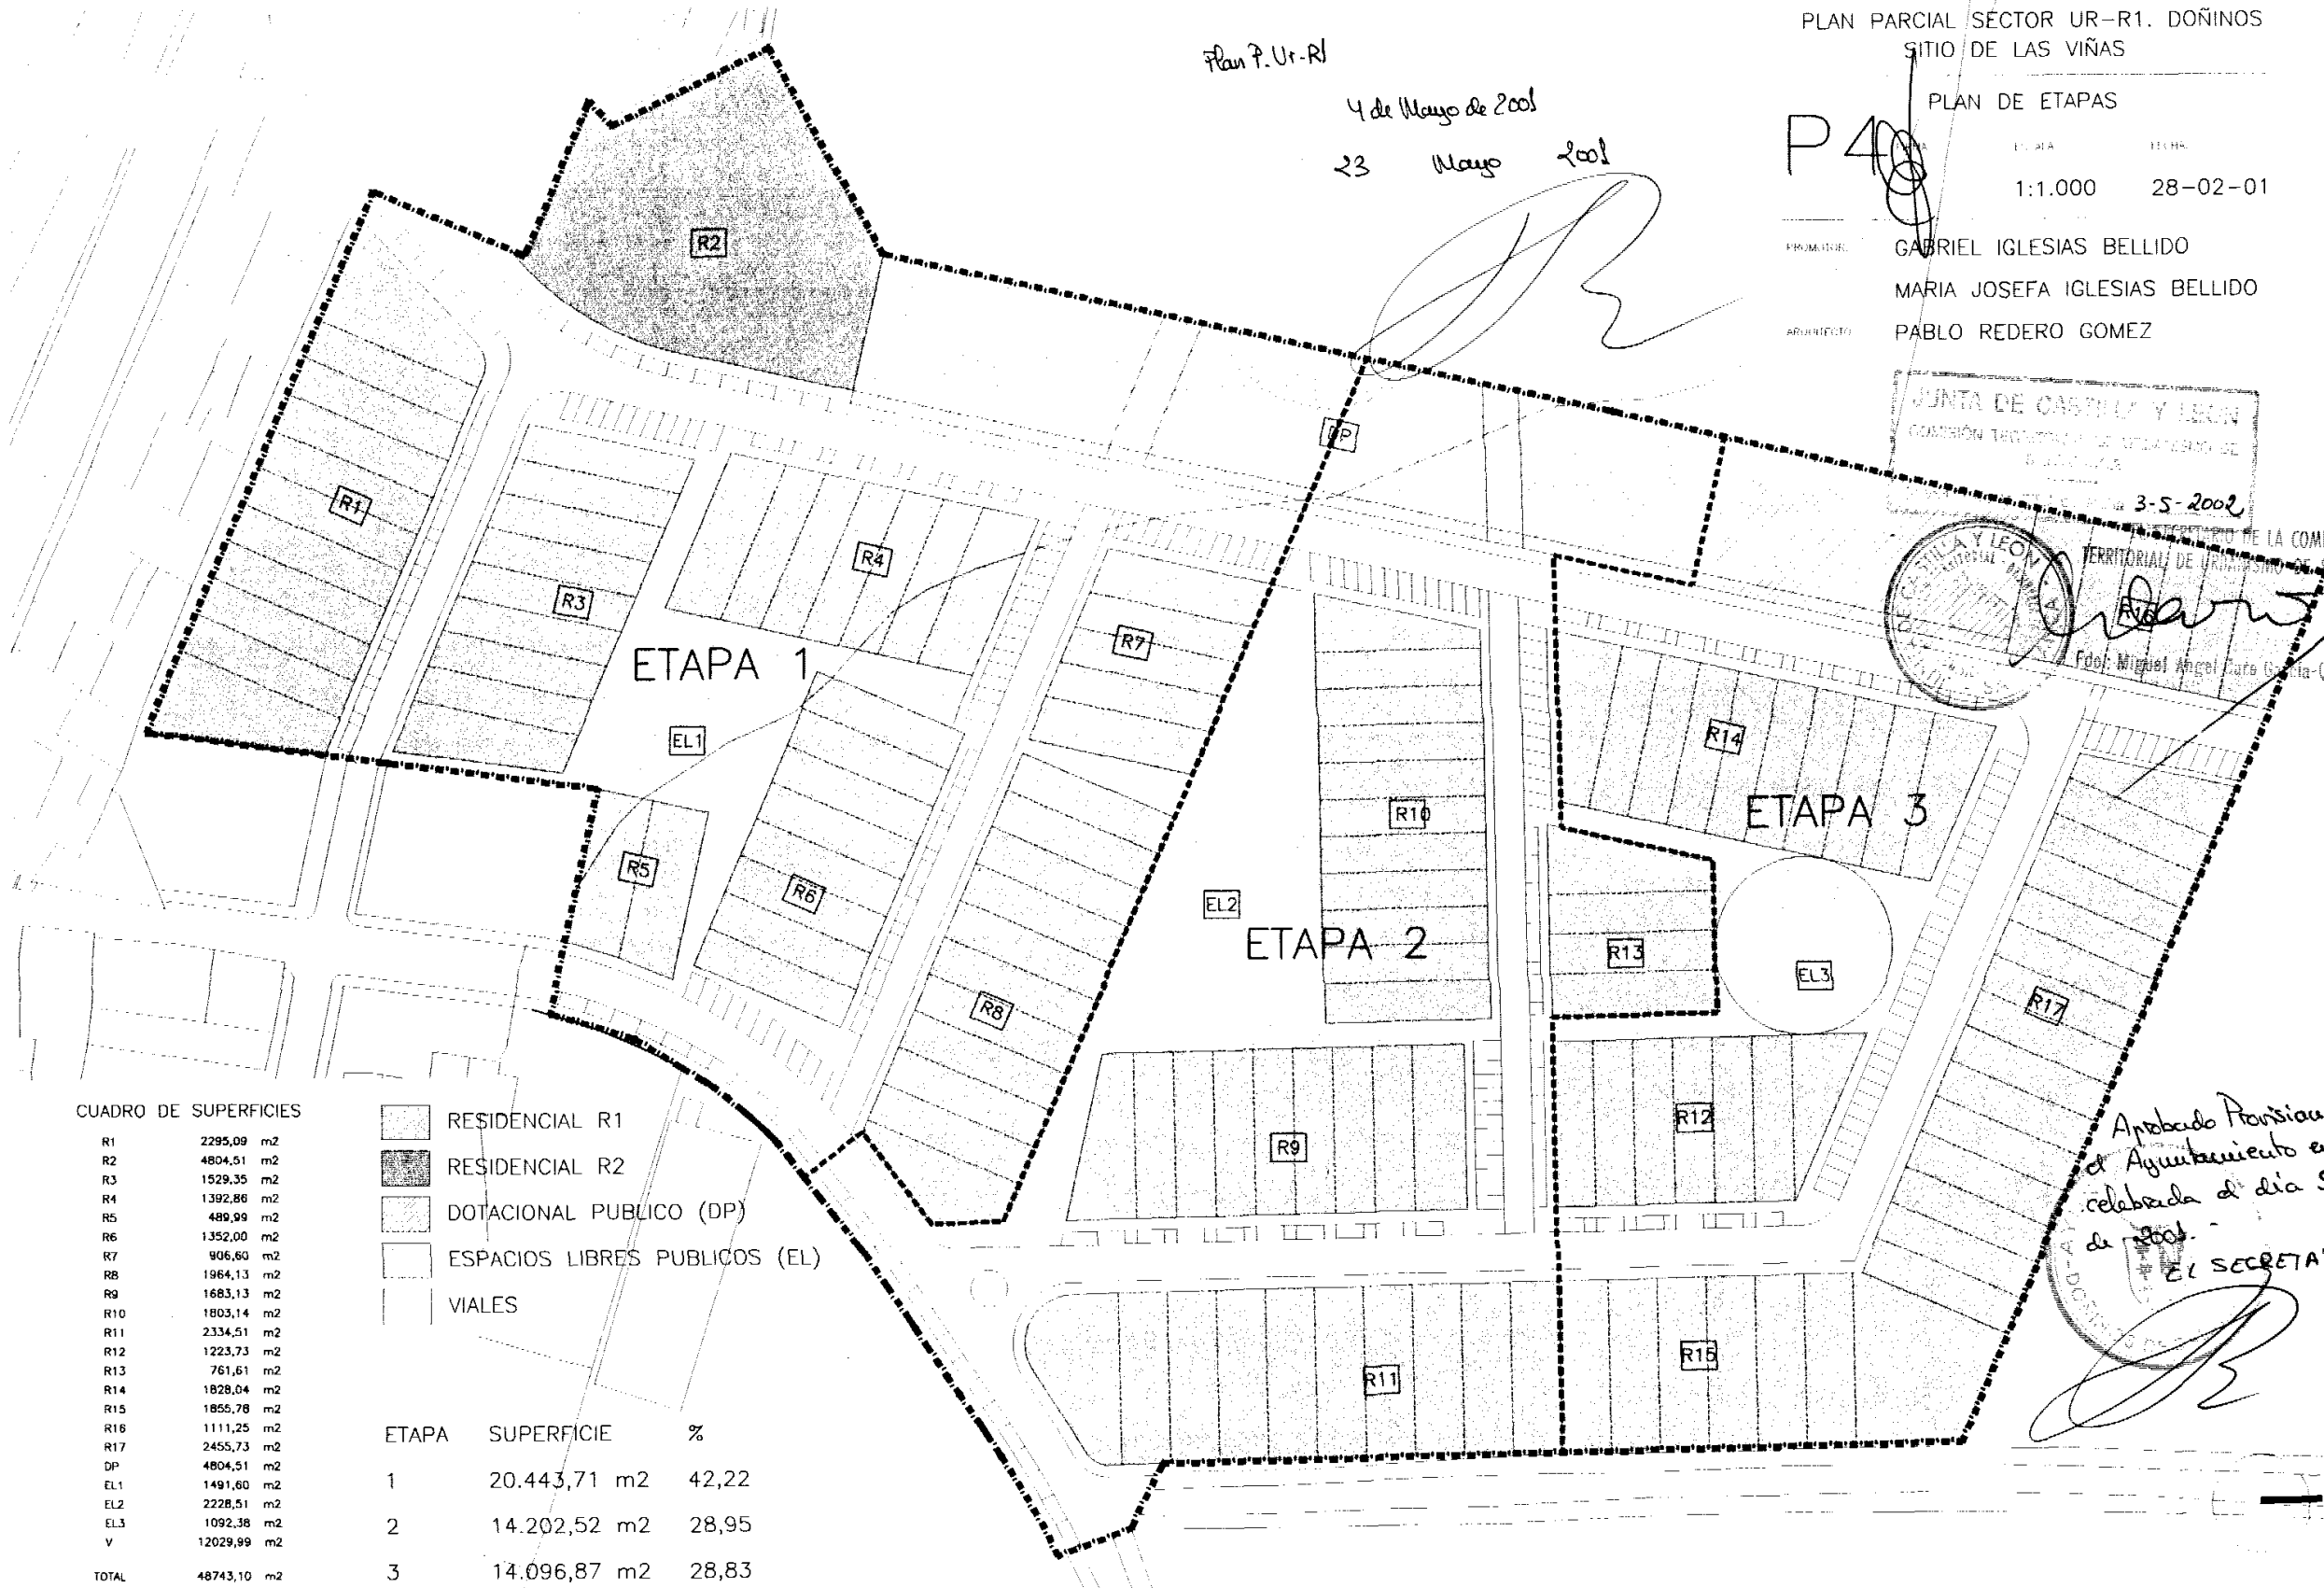 PLAN PARCIAL SECTOR UR-R1. DOÑINOS
SITIO DE LAS VIÑAS
PLAN DE ETAPAS
P4
1:1.000 28-02-01
PROMOTOR:
GABRIEL IGLESIAS BELLIDO
MARIA JOSEFA IGLESIAS BELLIDO
ARQUITECTO
PABLO REDERO GOMEZ
Plan P. Ur-R1
4 de Mayo de 2001
23 Mayo 2001
JUNTA DE CASTILLA Y LEON
3-5-2002
DE LA COM
TERRITORIAL DE
Fdo.: Miguel Angel
R2
R1
R3
R4
DP
R7
R16
ETAPA 1
EL1
R5
R6
R8
R10
EL2
ETAPA 2
R14
ETAPA 3
R13
EL3
R17
R9
R12
R11
R15
Aprobado Provision
el Ayuntamiento en
celebrada el día
de 2001.-
EL SECRETA
CUADRO DE SUPERFICIES
R1 2295,09 m2
R2 4804,51 m2
R3 1529,35 m2
R4 1392,86 m2
R5 489,99 m2
R6 1352,00 m2
R7 906,60 m2
R8 1964,13 m2
R9 1683,13 m2
R10 1803,14 m2
R11 2334,51 m2
R12 1223,73 m2
R13 761,61 m2
R14 1828,04 m2
R15 1855,78 m2
R16 1111,25 m2
R17 2455,73 m2
DP 4804,51 m2
EL1 1491,60 m2
EL2 2228,51 m2
EL3 1092,38 m2
V 12029,99 m2
TOTAL 48743,10 m2
RESIDENCIAL R1
RESIDENCIAL R2
DOTACIONAL PUBLICO (DP)
ESPACIOS LIBRES PUBLICOS (EL)
VIALES
ETAPA SUPERFICIE %
1 20.443,71 m2 42,22
2 14.202,52 m2 28,95
3 14.096,87 m2 28,83